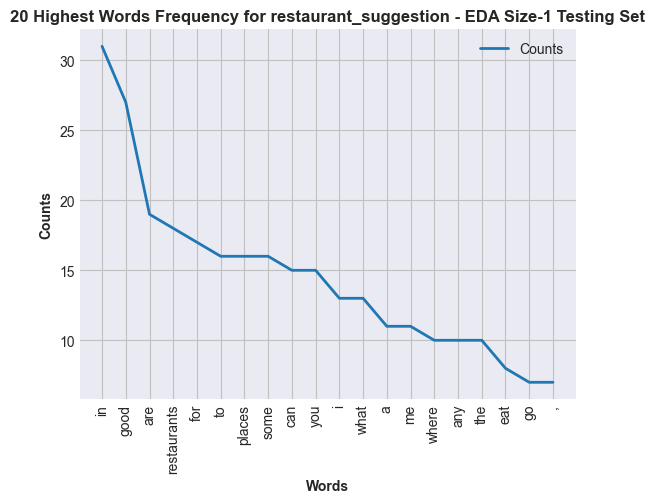 20 Highest Words Frequency for restaurant_suggestion - EDA Size-1 Testing Set
Counts
30
25
20
15
10
Counts
in
good
are
restaurants
for
to
places
some
can
you
i
what
a
me
where
any
the
eat
go
,
Words